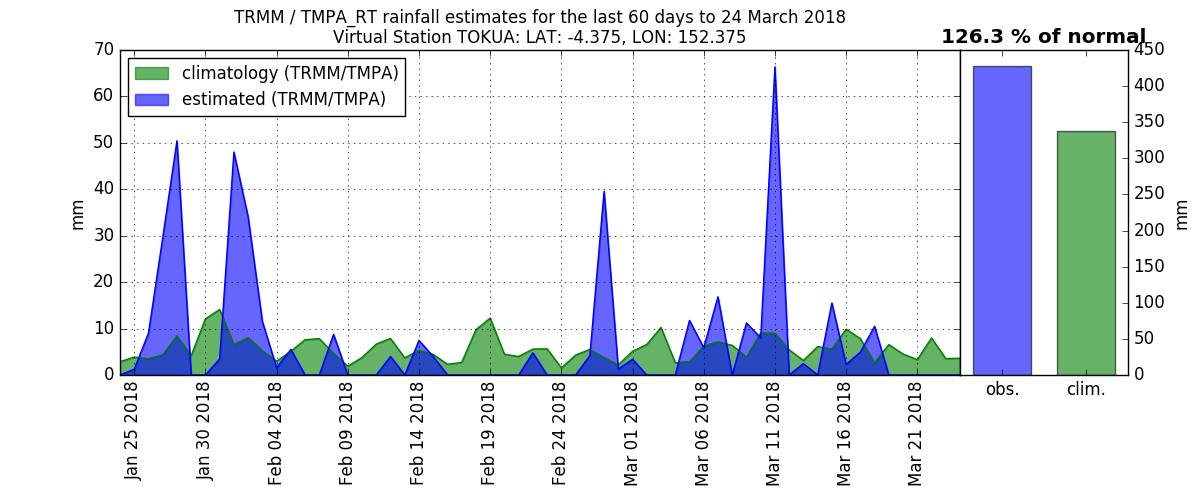 TRMM / TMPA_RT rainfall estimates for the last 60 days to 24 March 2018
Virtual Station TOKUA: LAT: -4.375, LON: 152.375
126.3 % of normal
climatology (TRMM/TMPA)
estimated (TRMM/TMPA)
mm
70
60
50
40
30
20
10
0
Jan 25 2018
Jan 30 2018
Feb 04 2018
Feb 09 2018
Feb 14 2018
Feb 19 2018
Feb 24 2018
Mar 01 2018
Mar 06 2018
Mar 11 2018
Mar 16 2018
Mar 21 2018
450
400
350
300
250
200
150
100
50
0
mm
obs.
clim.